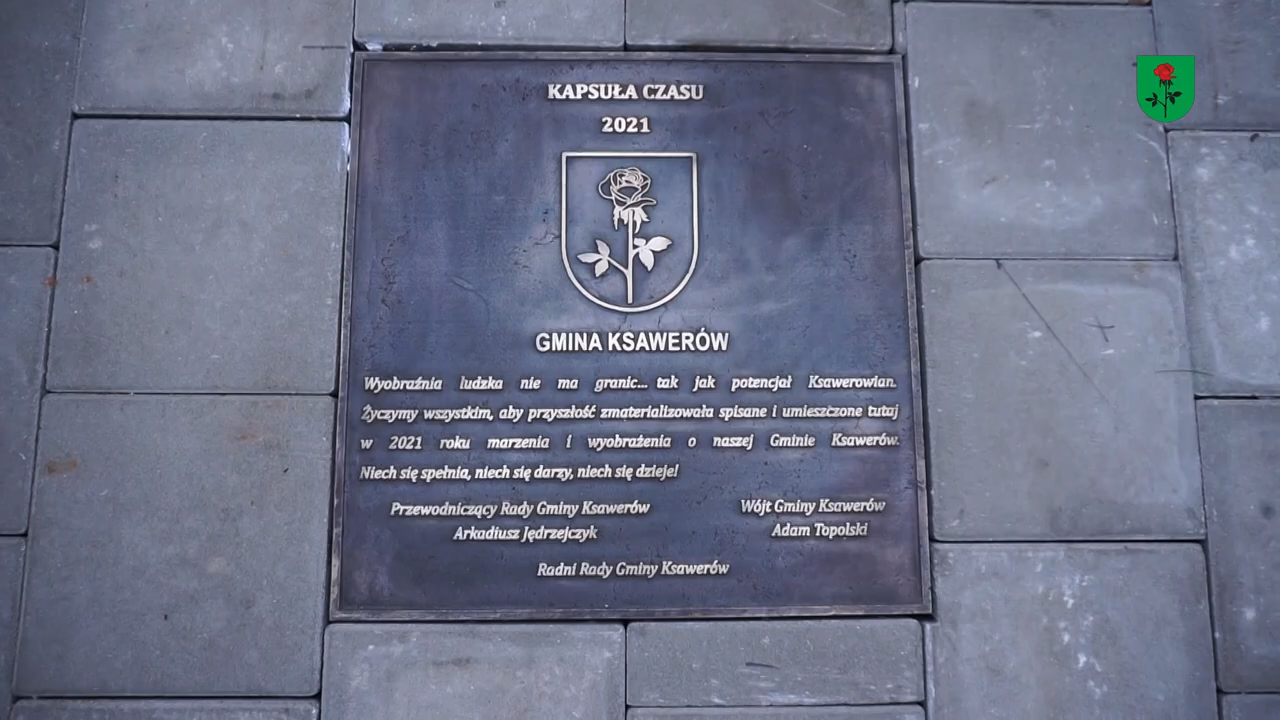 KAPSUŁA CZASU
2021
GMINA KSAWERÓW
Wyobraźnia ludzka nie ma granic... tak jak potencjał Ksawerowian.
Życzymy wszystkim, aby przyszłość zmaterializowała spisane i umieszczone tutaj
w 2021 roku marzenia i wyobrażenia o naszej Gminie Ksawerów.
Niech się spełnia, niech się darzy, niech się dzieje!
Przewodniczący Rady Gminy Ksawerów
Arkadiusz Jędrzejczyk
Wójt Gminy Ksawerów
Adam Topolski
Radni Rady Gminy Ksawerów